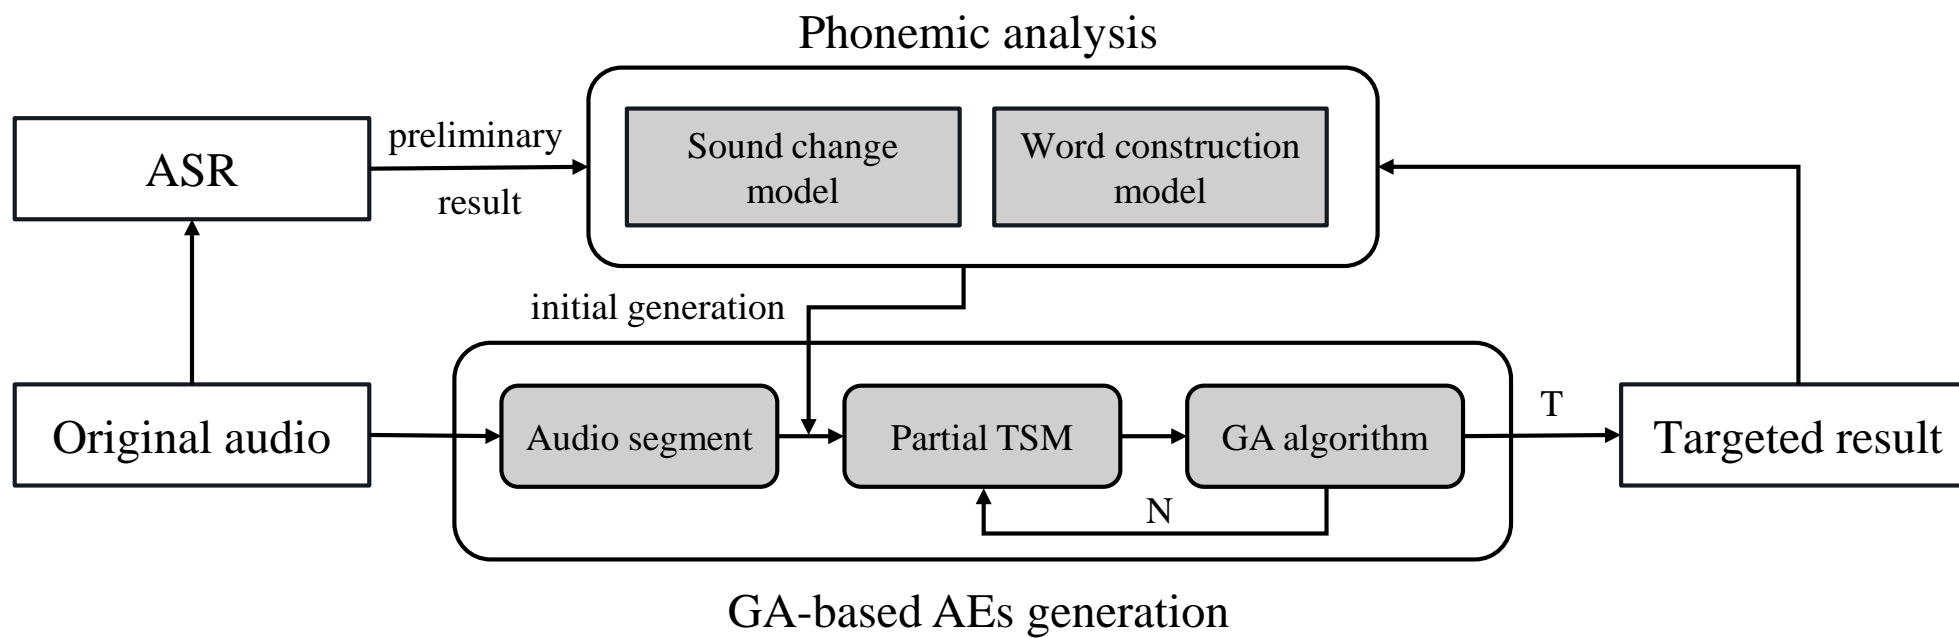 Phonemic analysis
ASR
preliminary
result
Sound change
model
Word construction
model
initial generation
Original audio
Audio segment
Partial TSM
GA algorithm
N
T
Targeted result
GA-based AEs generation